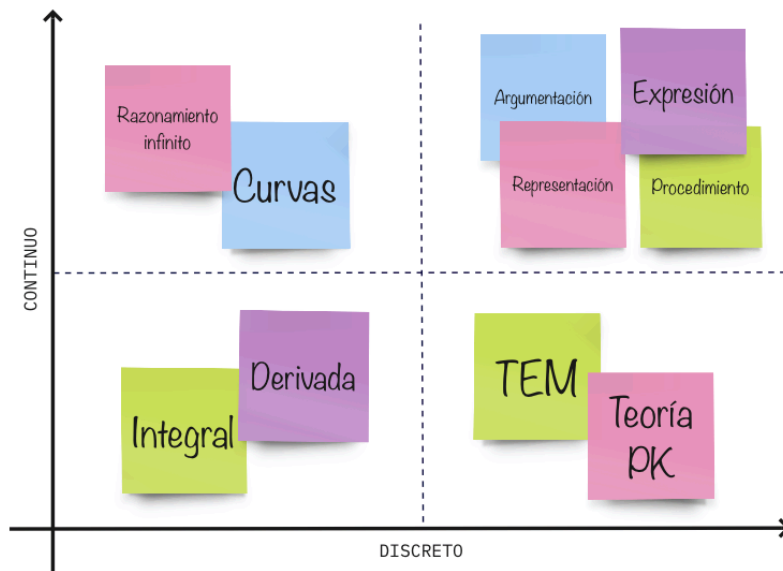 Razonamiento
infinito
Curvas
Argumentación
Expresión
Representación
Procedimiento
CONTINUO
Integral
Derivada
TEM
Teoría
PK
DISCRETO